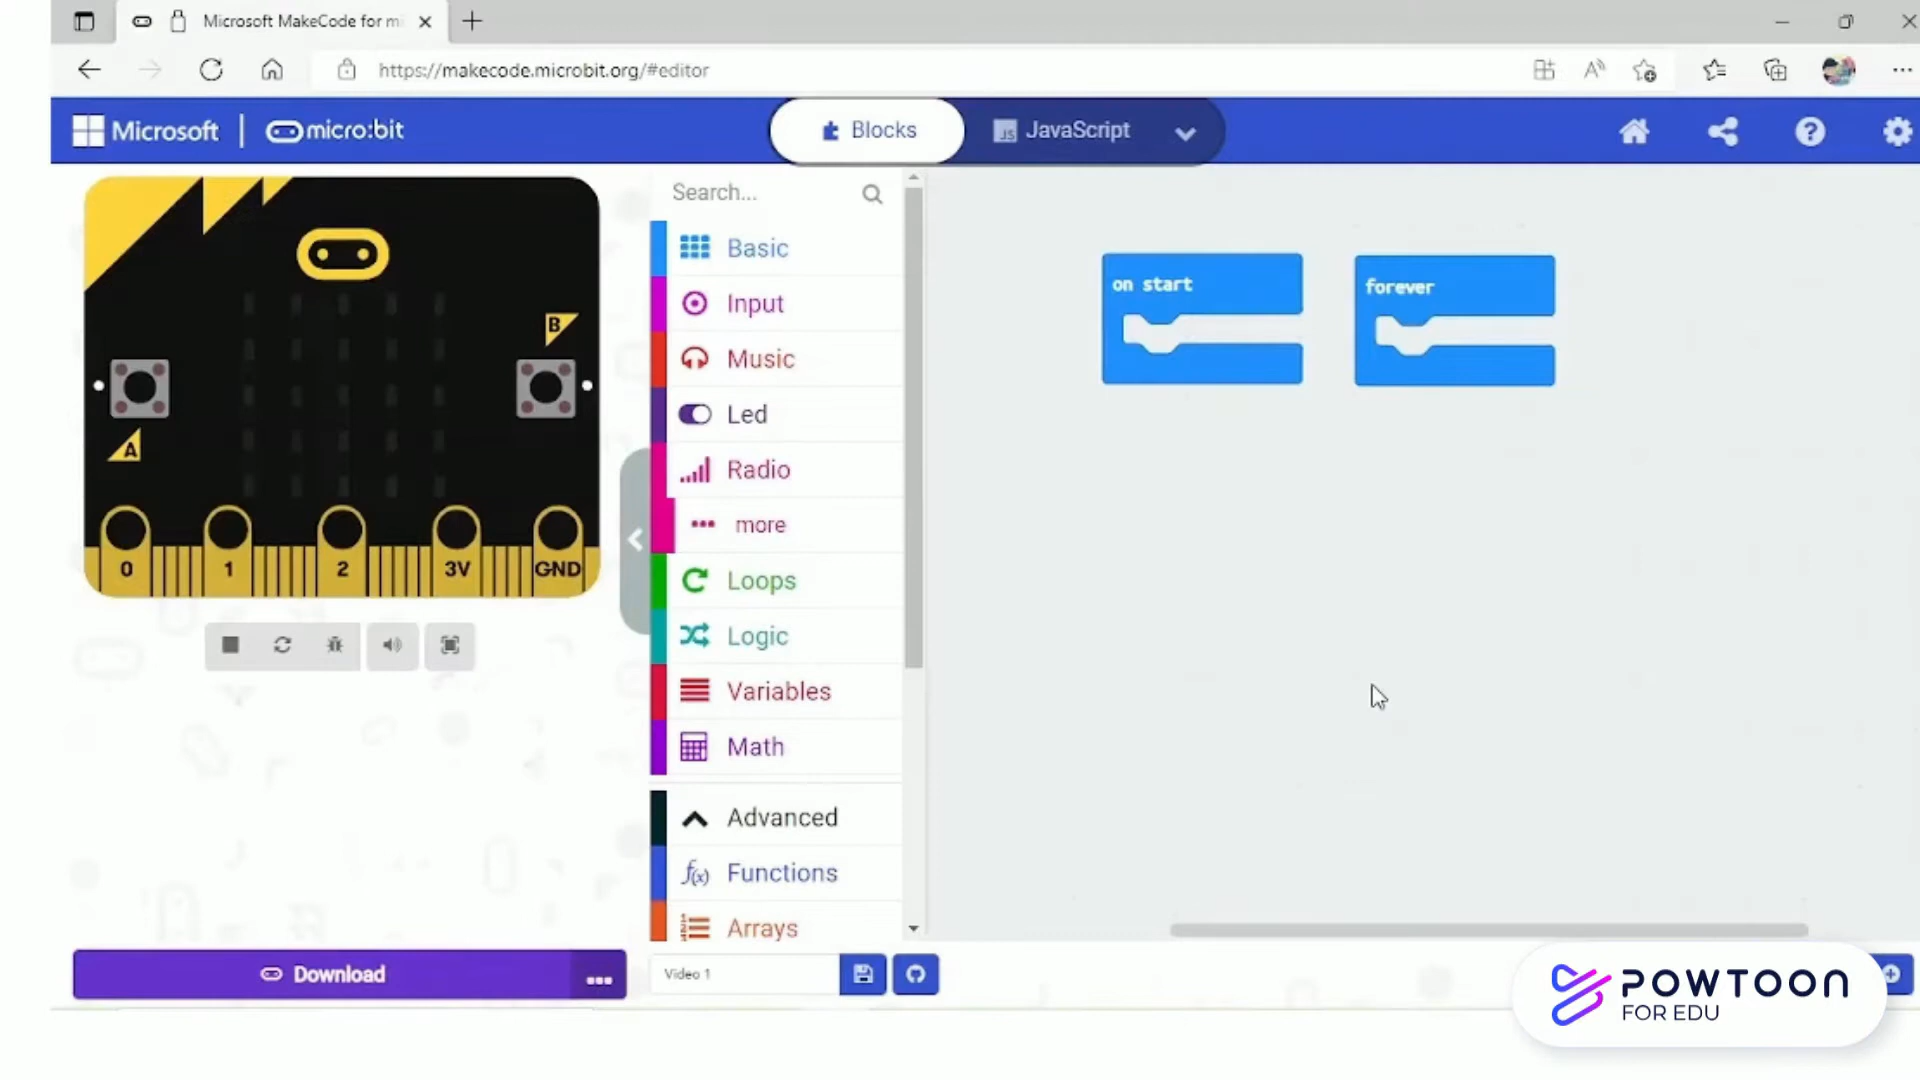 Microsoft MakeCode for mi
https://makecode.microbit.org/#editor
Microsoft | micro:bit
Blocks
JS JavaScript
Search...
Basic
Input
Music
Led
Radio
more
Loops
Logic
Variables
Math
Advanced
f(x) Functions
Arrays
on start
forever
B
A
0 1 2 3V GND
Download
Video 1
POWTOON
FOR EDU